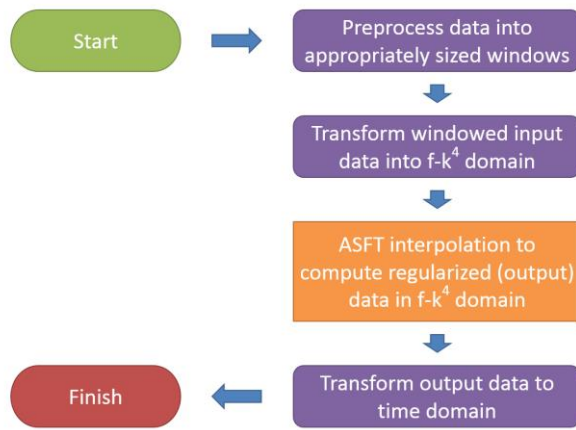 Start
Preprocess data into
appropriately sized windows
Transform windowed input
data into f-k⁴ domain
ASFT interpolation to
compute regularized (output)
data in f-k⁴ domain
Transform output data to
time domain
Finish